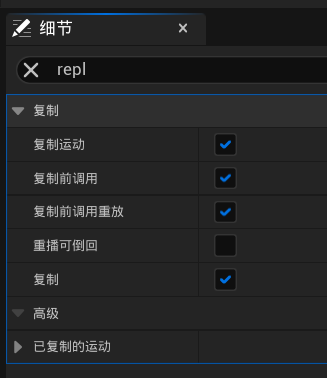 细节
repl
复制
复制运动
复制前调用
复制前调用重放
重播可倒回
复制
高级
已复制的运动